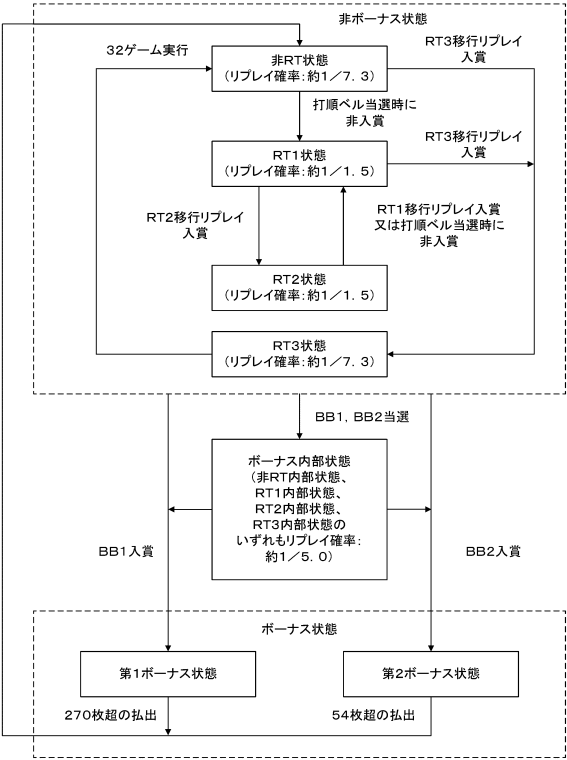 非ボーナス状態
32ゲーム実行
RT3移行リプレイ
入賞
非RT状態
(リプレイ確率:約1/7.3)
打順ベル当選時に
非入賞
RT3移行リプレイ
入賞
RT1状態
(リプレイ確率:約1/1.5)
RT2移行リプレイ
入賞
RT1移行リプレイ入賞
又は打順ベル当選時に
非入賞
RT2状態
(リプレイ確率:約1/1.5)
RT3状態
(リプレイ確率:約1/7.3)
BB1,BB2当選
ボーナス内部状態
(非RT内部状態、
RT1内部状態、
RT2内部状態、
RT3内部状態の
いずれもリプレイ確率:
約1/5.0)
BB1入賞
BB2入賞
ボーナス状態
第1ボーナス状態
第2ボーナス状態
270枚超の払出
54枚超の払出